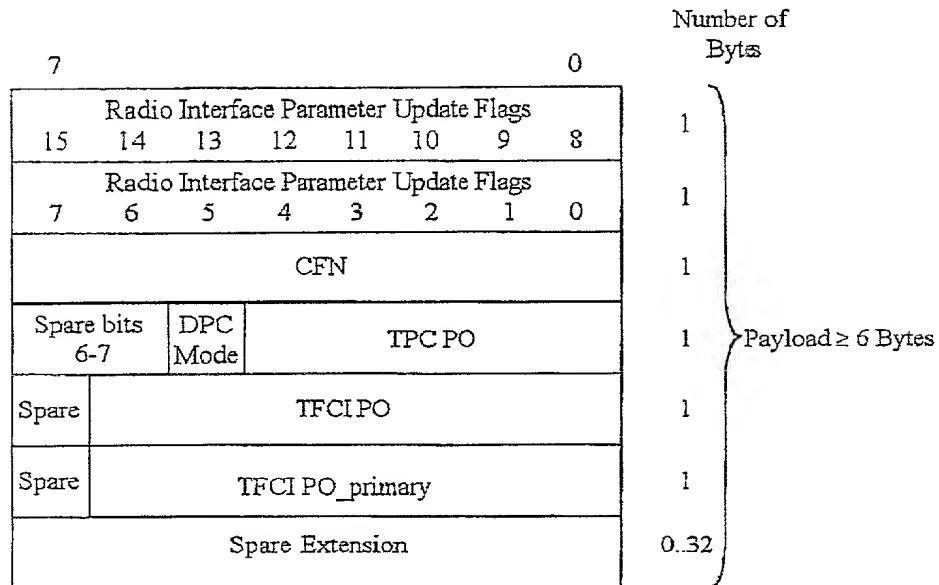 Number of
Bytes
7 0
Radio Interface Parameter Update Flags
15 14 13 12 11 10 9 8
1
Radio Interface Parameter Update Flags
7 6 5 4 3 2 1 0
1
CFN
1
Spare bits
6-7
DPC
Mode
TPC PO
1
Payload ≥ 6 Bytes
Spare
TFCI PO
1
Spare
TFCI PO_primary
1
Spare Extension
0..32